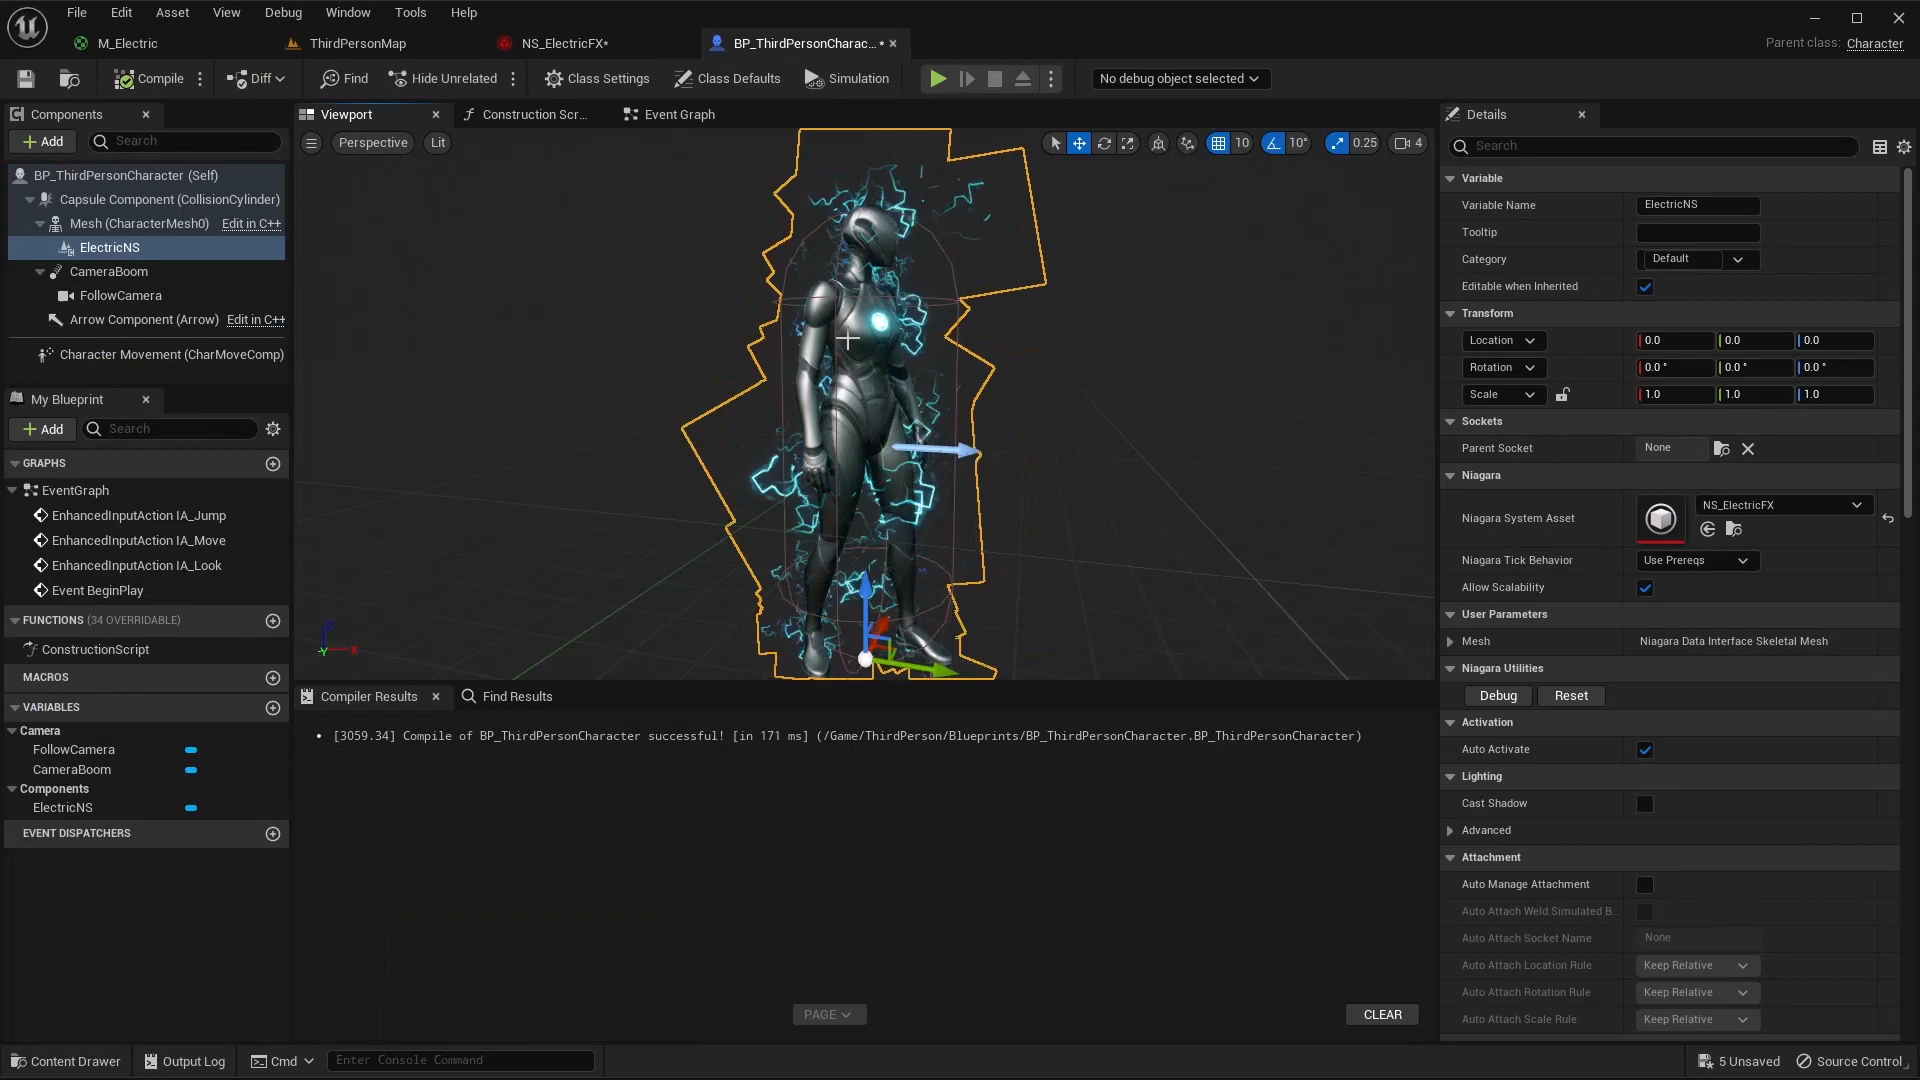 File Edit Asset View Debug Window Tools Help
M_Electric
ThirdPersonMap
NS_ElectricFX*
BP_ThirdPersonCharac... *
Parent class: Character
Compile
Diff
Find
Hide Unrelated
Class Settings
Class Defaults
Simulation
No debug object selected
Components
Add
Search
BP_ThirdPersonCharacter (Self)
Capsule Component (CollisionCylinder)
Mesh (CharacterMesh0) Edit in C++
ElectricNS
CameraBoom
FollowCamera
Arrow Component (Arrow) Edit in C++
Character Movement (CharMoveComp)
My Blueprint
Add
Search
GRAPHS
EventGraph
EnhancedInputAction IA_Jump
EnhancedInputAction IA_Move
EnhancedInputAction IA_Look
Event BeginPlay
FUNCTIONS (34 OVERRIDABLE)
ConstructionScript
MACROS
VARIABLES
Camera
FollowCamera
CameraBoom
Components
ElectricNS
EVENT DISPATCHERS
Viewport
Construction Scr...
Event Graph
Perspective
Lit
10
10°
0.25
4
Z
X
Y
Compiler Results
Find Results
• [3059.34] Compile of BP_ThirdPersonCharacter successful! [in 171 ms] (/Game/ThirdPerson/Blueprints/BP_ThirdPersonCharacter.BP_ThirdPersonCharacter)
PAGE
CLEAR
Details
Search
Variable
Variable Name ElectricNS
Tooltip
Category Default
Editable when Inherited
Transform
Location 0.0 0.0 0.0
Rotation 0.0 ° 0.0 ° 0.0 °
Scale 1.0 1.0 1.0
Sockets
Parent Socket None
Niagara
Niagara System Asset NS_ElectricFX
Niagara Tick Behavior Use Prereqs
Allow Scalability
User Parameters
Mesh Niagara Data Interface Skeletal Mesh
Niagara Utilities
Debug Reset
Activation
Auto Activate
Lighting
Cast Shadow
Advanced
Attachment
Auto Manage Attachment
Auto Attach Weld Simulated B...
Auto Attach Socket Name None
Auto Attach Location Rule Keep Relative
Auto Attach Rotation Rule Keep Relative
Auto Attach Scale Rule Keep Relative
Content Drawer
Output Log
Cmd
Enter Console Command
5 Unsaved
Source Control